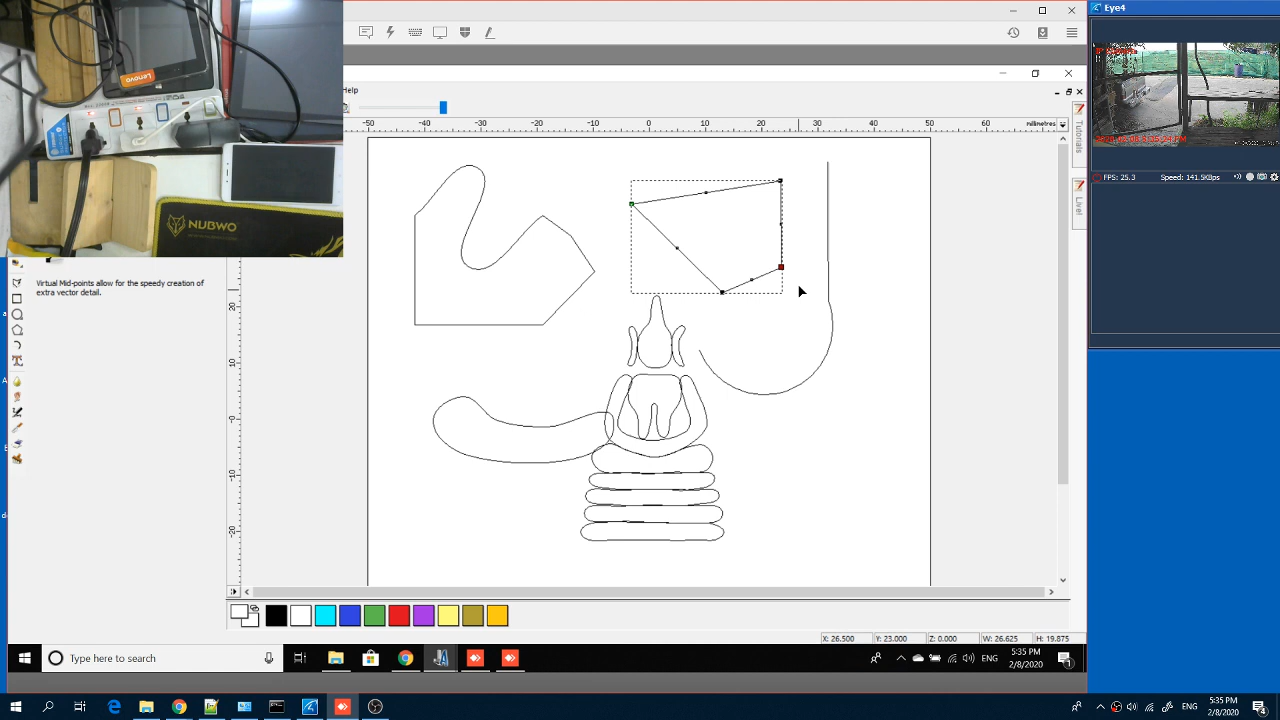 Eye4
Help
Lenovo
NUBWO
-40
-30
-20
-10
0
10
20
30
40
50
60
millimetres
Tutorials
Live!
FPS: 25.3
Speed: 141.5KBps
Virtual Mid-points allow for the speedy creation of
extra vector detail.
20
10
-0
-10
-20
X: 26.500
Y: 23.000
Z: 0.000
W: 26.625
H: 19.875
Type here to search
ENG
5:35 PM
2/8/2020
1
ENG
5:35 PM
2/8/2020
4